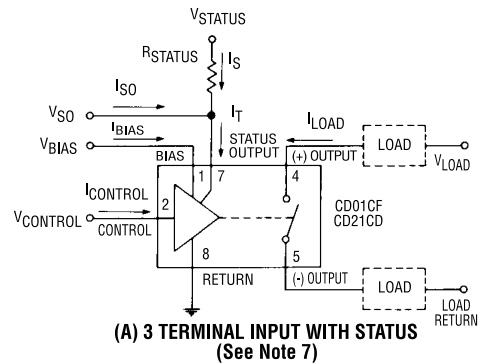 VSTATUS
RSTATUS
IS
ISO
VSO
IT
IBIAS
VBIAS
STATUS
OUTPUT
ILOAD
LOAD
VLOAD
BIAS
1
7
(+) OUTPUT
4
ICONTROL
2
VCONTROL
CONTROL
CD01CF
CD21CD
8
5
RETURN
(-) OUTPUT
LOAD
LOAD
RETURN
(A) 3 TERMINAL INPUT WITH STATUS
(See Note 7)